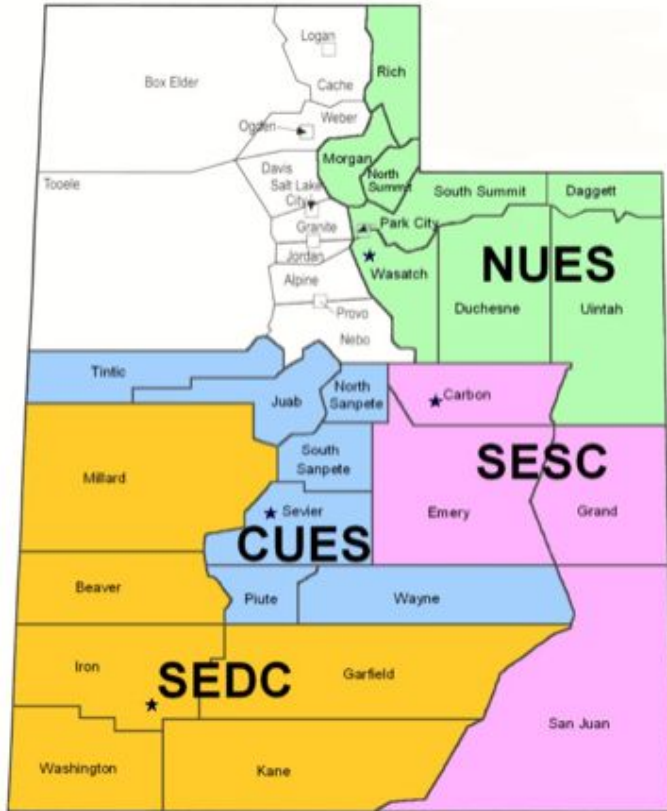 Logan
Box Elder
Rich
Cache
Weber
Ogden
Morgan
Davis
North
Summit
Tooele
Salt Lake
City
South Summit
Daggett
Granite
Park City
Jordan
Wasatch
NUES
Alpine
Duchesne
Uintah
Provo
Nebo
Tintic
North
Sanpete
Carbon
Juab
South
Sanpete
SESC
Millard
Sevier
Emery
Grand
CUES
Beaver
Piute
Wayne
Iron
SEDC
Garfield
San Juan
Washington
Kane